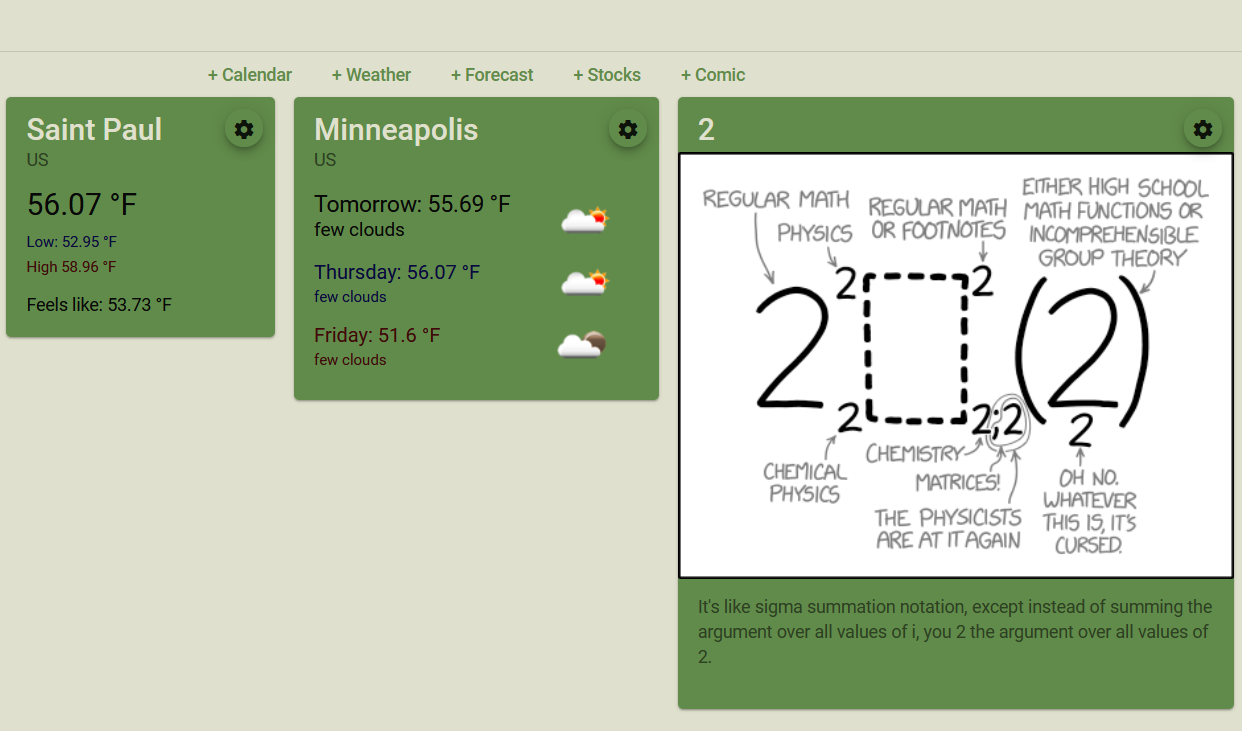 + Calendar
+ Weather
+ Forecast
+ Stocks
+ Comic
Saint Paul
US
56.07 °F
Low: 52.95 °F
High 58.96 °F
Feels like: 53.73 °F
Minneapolis
US
Tomorrow: 55.69 °F
few clouds
Thursday: 56.07 °F
few clouds
Friday: 51.6 °F
few clouds
2
REGULAR MATH
PHYSICS
REGULAR MATH
OR FOOTNOTES
EITHER HIGH SCHOOL
MATH FUNCTIONS OR
INCOMPREHENSIBLE
GROUP THEORY
2
2
2
(2)
2
2;2
2
CHEMICAL
PHYSICS
CHEMISTRY
MATRICES!
THE PHYSICISTS
ARE AT IT AGAIN
OH NO.
WHATEVER
THIS IS, IT'S
CURSED.
It's like sigma summation notation, except instead of summing the
argument over all values of i, you 2 the argument over all values of
2.